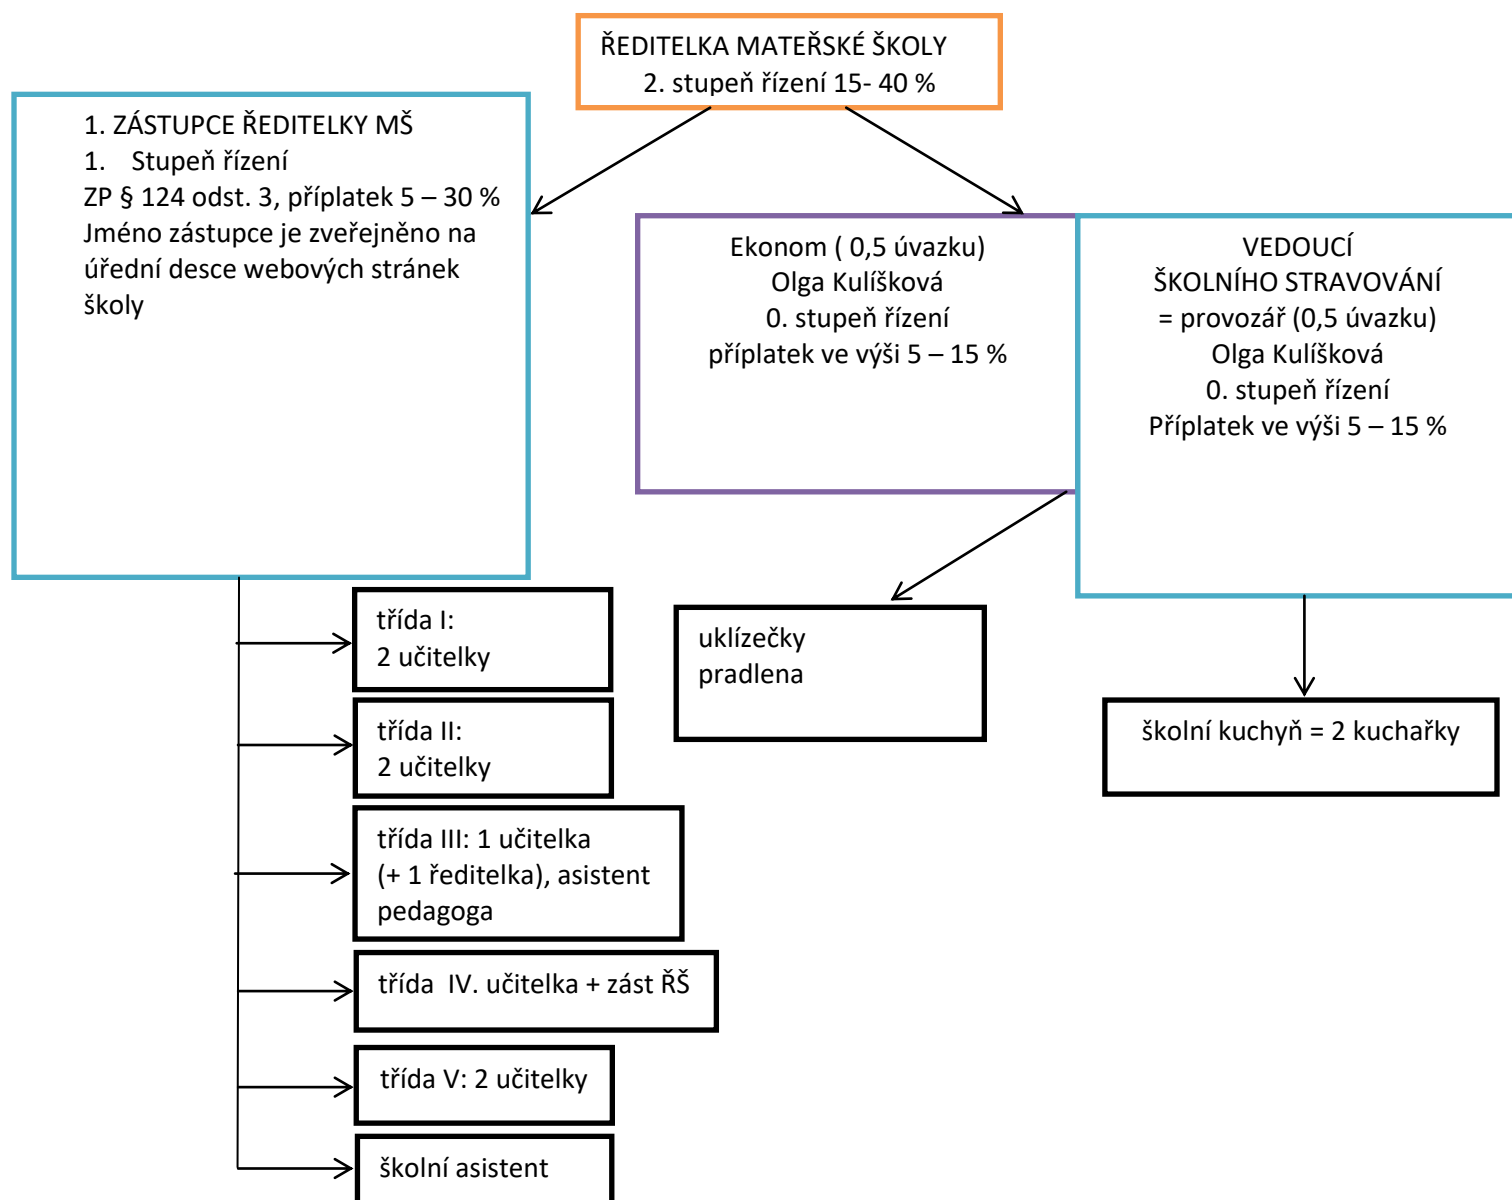 ŘEDITELKA MATEŘSKÉ ŠKOLY
2. stupeň řízení 15- 40 %
1. ZÁSTUPCE ŘEDITELKY MŠ
1. Stupeň řízení
ZP § 124 odst. 3, příplatek 5 – 30 %
Jméno zástupce je zveřejněno na
úřední desce webových stránek
školy
Ekonom ( 0,5 úvazku)
Olga Kulíšková
0. stupeň řízení
příplatek ve výši 5 – 15 %
VEDOUCÍ
ŠKOLNÍHO STRAVOVÁNÍ
= provozář (0,5 úvazku)
Olga Kulíšková
0. stupeň řízení
Příplatek ve výši 5 – 15 %
třída I:
2 učitelky
třída II:
2 učitelky
třída III: 1 učitelka
(+ 1 ředitelka), asistent
pedagoga
třída IV. učitelka + zást ŘŠ
třída V: 2 učitelky
školní asistent
uklízečky
pradlena
školní kuchyň = 2 kuchařky